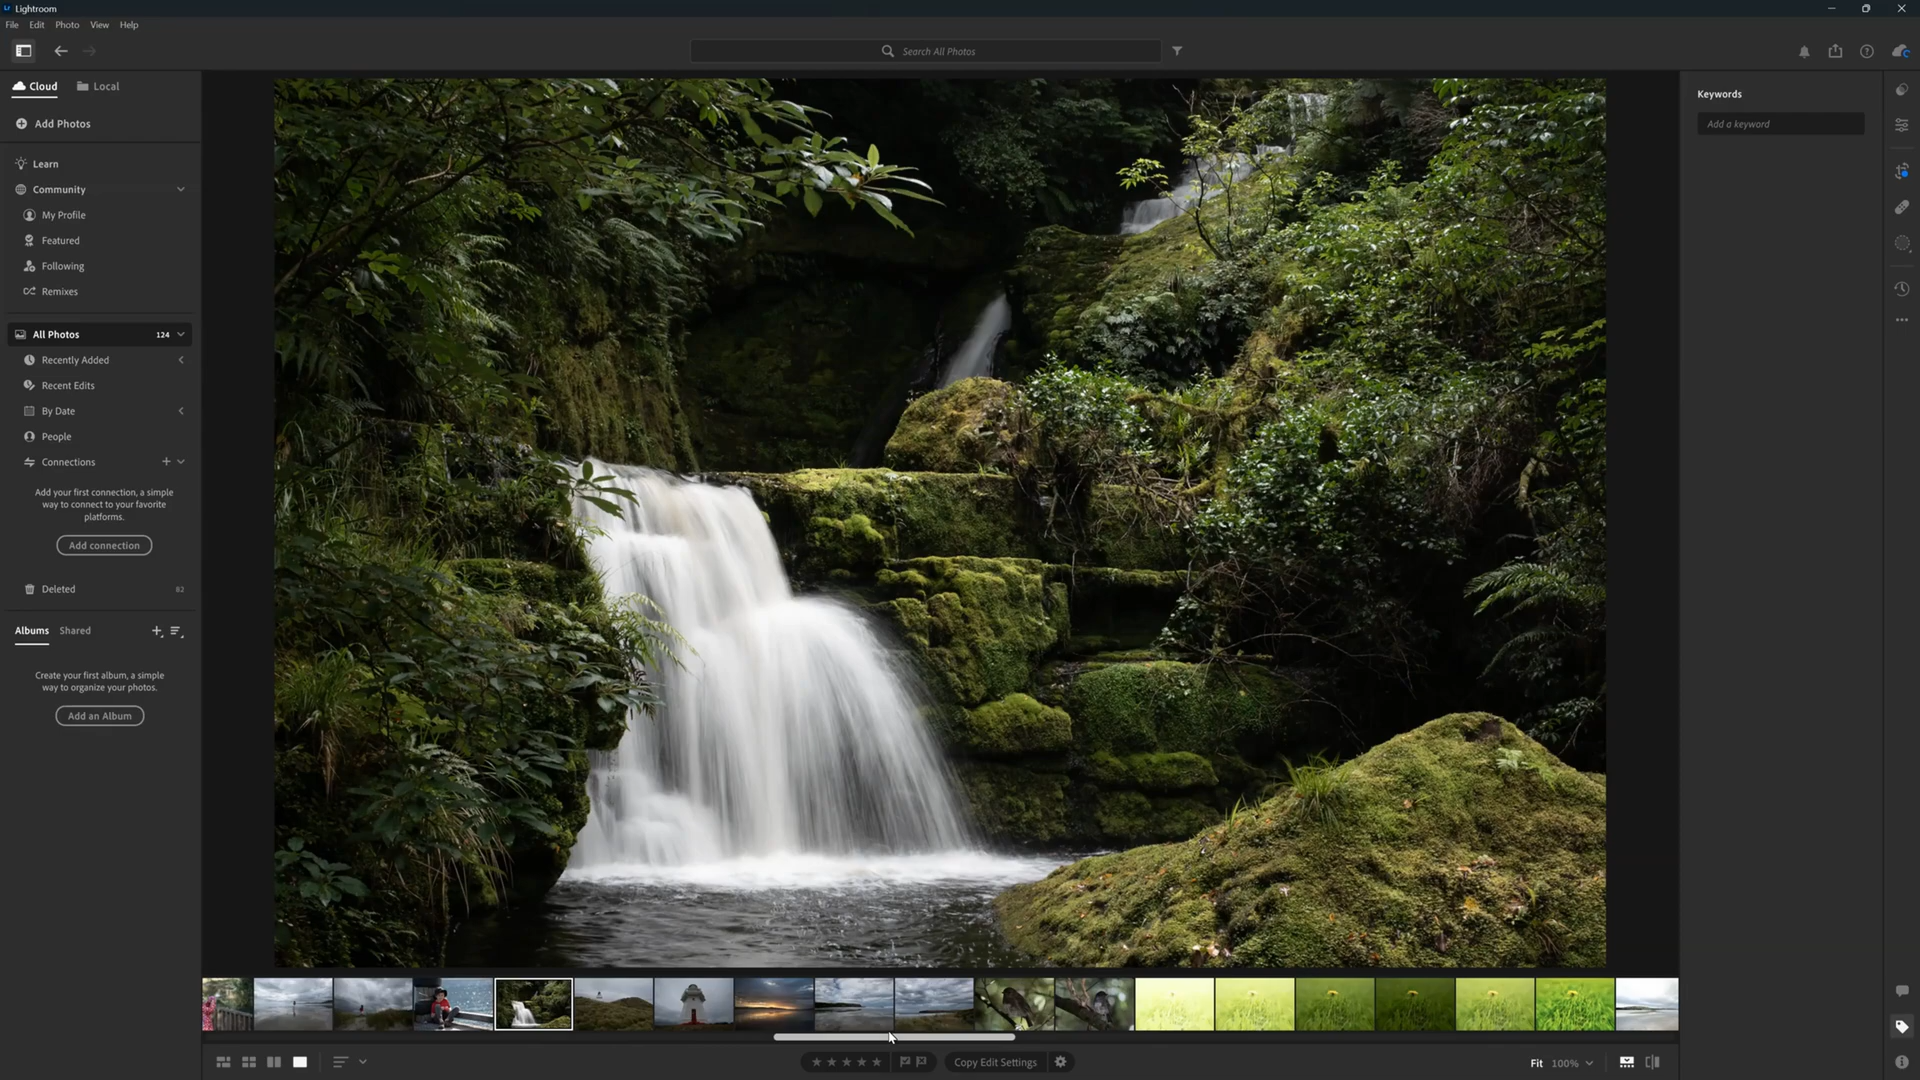 Lightroom
File Edit Photo View Help
Search All Photos
Cloud Local
Add Photos
Learn
Community
My Profile
Featured
Following
Remixes
All Photos 124
Recently Added
Recent Edits
By Date
People
Connections
Add your first connection, a simple
way to connect to your favorite
platforms.
Add connection
Deleted 82
Albums Shared
Create your first album, a simple
way to organize your photos.
Add an Album
Keywords
Add a keyword
Copy Edit Settings
Fit 100%